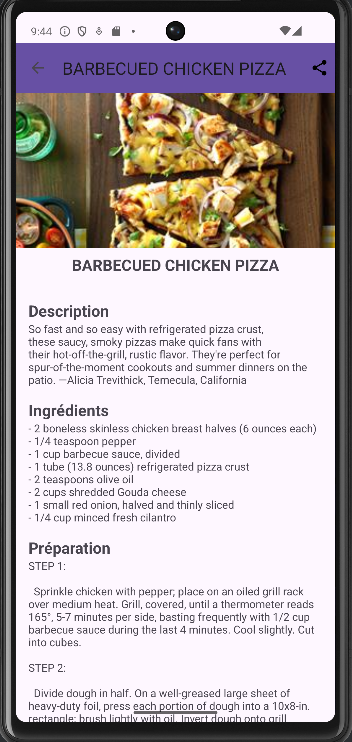 9:44
BARBECUED CHICKEN PIZZA
BARBECUED CHICKEN PIZZA
Description
So fast and so easy with refrigerated pizza crust,
these saucy, smoky pizzas make quick fans with
their hot-off-the-grill, rustic flavor. They're perfect for
spur-of-the-moment cookouts and summer dinners on the
patio. —Alicia Trevithick, Temecula, California
Ingrédients
- 2 boneless skinless chicken breast halves (6 ounces each)
- 1/4 teaspoon pepper
- 1 cup barbecue sauce, divided
- 1 tube (13.8 ounces) refrigerated pizza crust
- 2 teaspoons olive oil
- 2 cups shredded Gouda cheese
- 1 small red onion, halved and thinly sliced
- 1/4 cup minced fresh cilantro
Préparation
STEP 1:
Sprinkle chicken with pepper; place on an oiled grill rack
over medium heat. Grill, covered, until a thermometer reads
165°, 5-7 minutes per side, basting frequently with 1/2 cup
barbecue sauce during the last 4 minutes. Cool slightly. Cut
into cubes.
STEP 2:
Divide dough in half. On a well-greased large sheet of
heavy-duty foil, press each portion of dough into a 10x8-in.
rectangle; brush lightly with oil. Invert dough onto grill